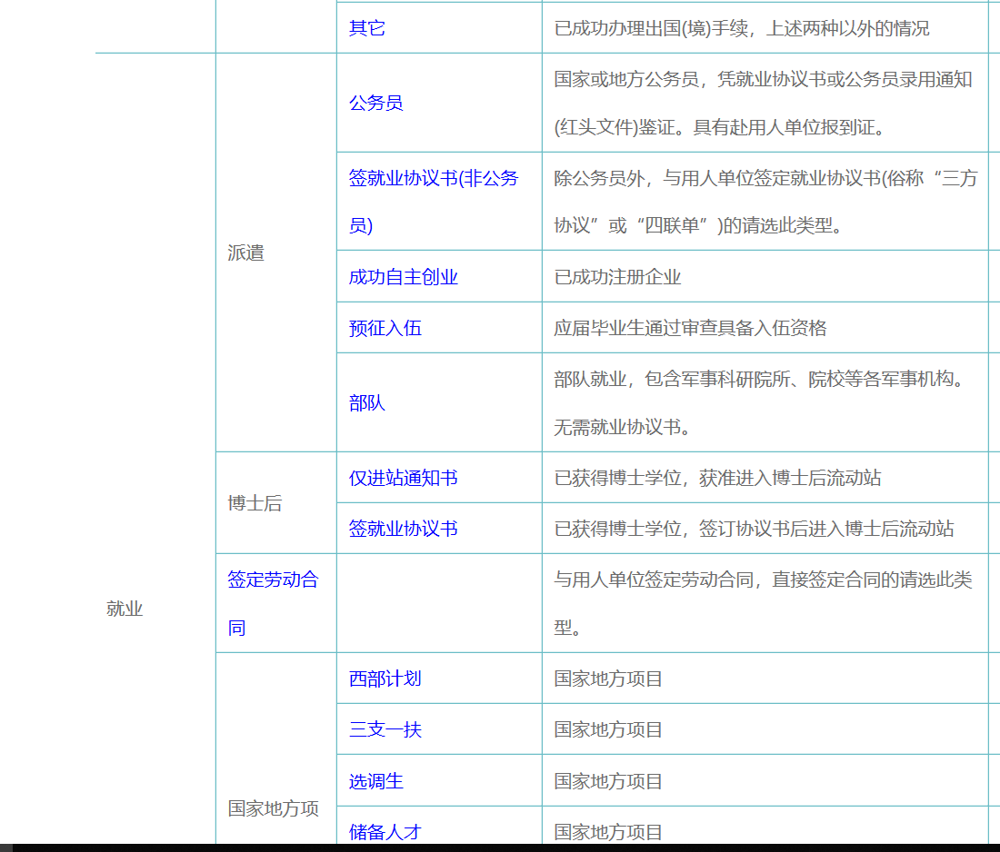 其它
已成功办理出国(境)手续，上述两种以外的情况
就业
派遣
公务员
国家或地方公务员，凭就业协议书或公务员录用通知
(红头文件)鉴证。具有赴用人单位报到证。
签就业协议书(非公务
员)
除公务员外，与用人单位签定就业协议书(俗称“三方
协议”或“四联单”)的请选此类型。
成功自主创业
已成功注册企业
预征入伍
应届毕业生通过审查具备入伍资格
部队
部队就业，包含军事科研院所、院校等各军事机构。
无需就业协议书。
博士后
仅进站通知书
已获得博士学位，获准进入博士后流动站
签就业协议书
已获得博士学位，签订协议书后进入博士后流动站
签定劳动合
同
与用人单位签定劳动合同，直接签定合同的请选此类
型。
国家地方项
西部计划
国家地方项目
三支一扶
国家地方项目
选调生
国家地方项目
储备人才
国家地方项目